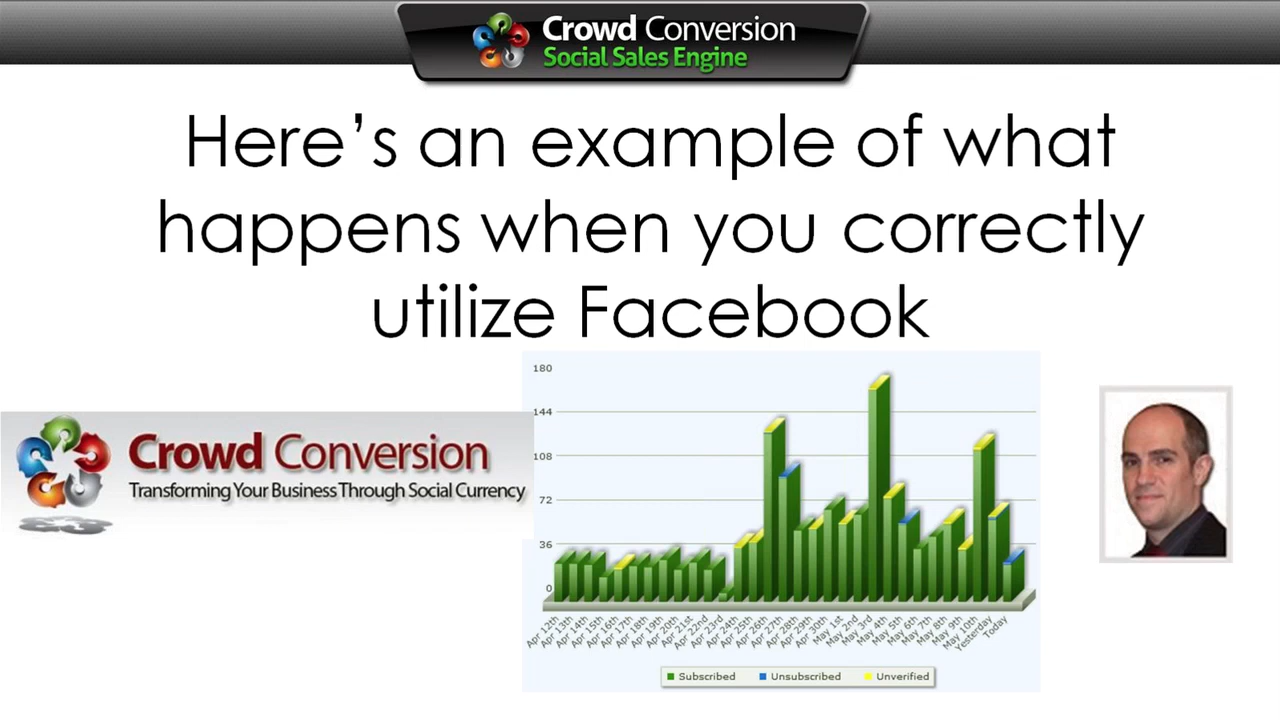 Crowd Conversion
Social Sales Engine
Here's an example of what
happens when you correctly
utilize Facebook
Crowd Conversion
Transforming Your Business Through Social Currency
180
144
108
72
36
0
Apr 12th
Apr 13th
Apr 14th
Apr 15th
Apr 16th
Apr 17th
Apr 18th
Apr 19th
Apr 20th
Apr 21st
Apr 22nd
Apr 23rd
Apr 24th
Apr 25th
Apr 26th
Apr 27th
Apr 28th
Apr 29th
Apr 30th
May 1st
May 2nd
May 3rd
May 4th
May 5th
May 6th
May 7th
May 8th
May 9th
May 10th
Yesterday
Today
Subscribed Unsubscribed Unverified